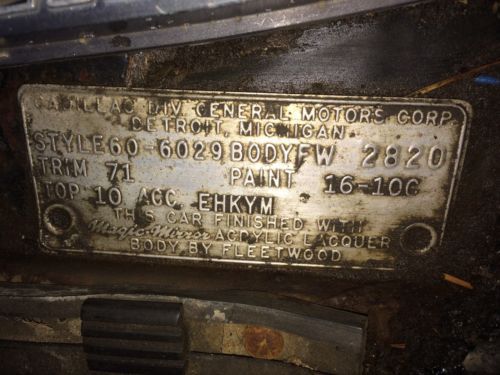 CADILLAC DIV. GENERAL MOTORS CORP.
DETROIT, MICHIGAN
STYLE 60-6029 BODY FW 2820
TRIM 71 PAINT 16-10C
TOP 10 ACC. EHKYM
THIS CAR FINISHED WITH
Magic-Mirror ACRYLIC LACQUER
BODY BY FLEETWOOD